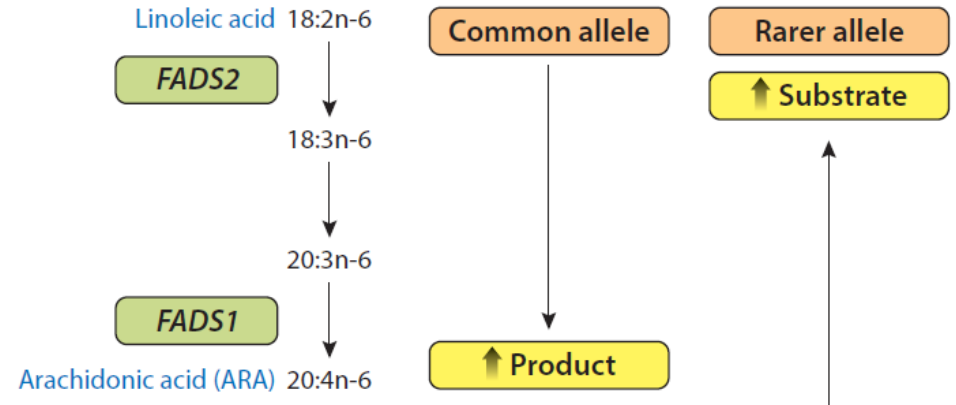 Linoleic acid 18:2n-6
Common allele
Rarer allele
FADS2
Substrate
18:3n-6
20:3n-6
FADS1
Product
Arachidonic acid (ARA) 20:4n-6